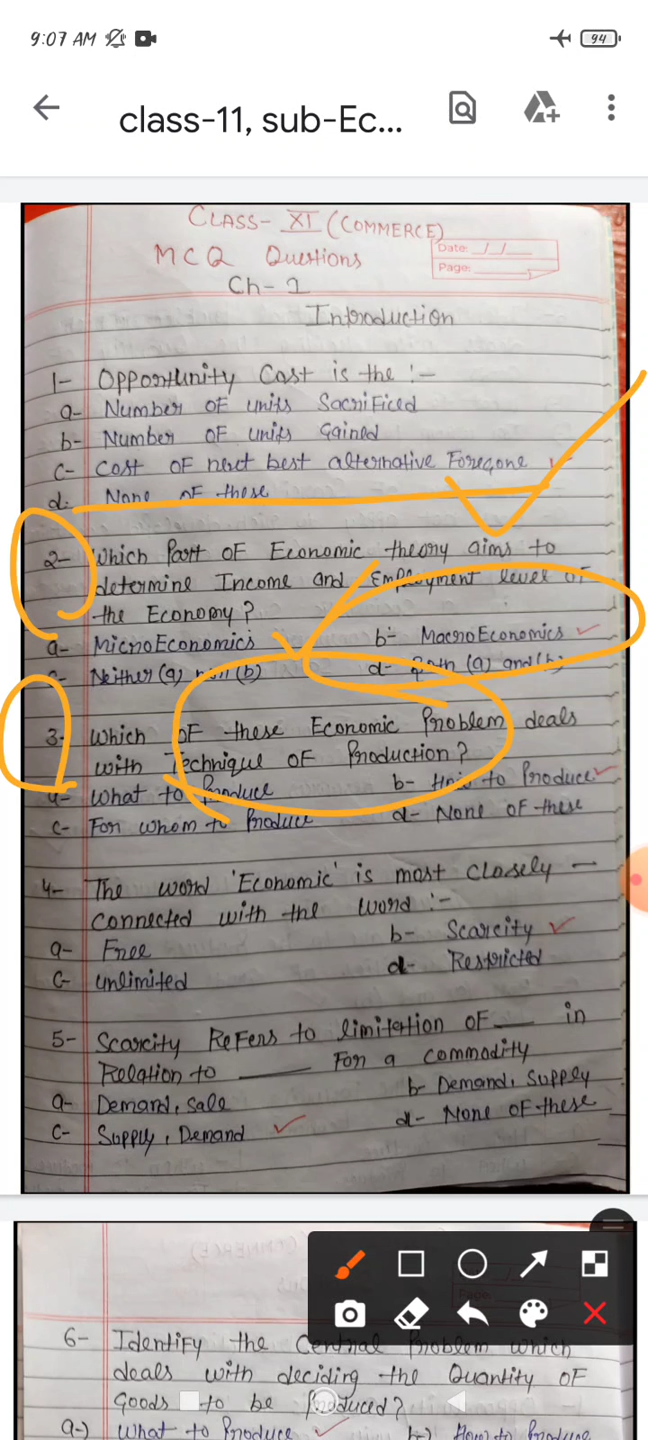 9:07 AM
94
class-11, sub-Ec...
CLASS- XI (COMMERCE)
MCQ Questions
Date: __/__/__
Page:
Ch- 1
Introduction
1- Opportunity Cost is the :-
a- Number of units Sacrificed
b- Number of units Gained
c- Cost of next best alternative Foregone
d. None of these
2- Which Part of Economic theory aims to
determine Income and Employment level of
the Economy?
a- MicroEconomics b- MacroEconomics
c- Neither (a) nor (b) d- Both (a) and (b)
3- Which of these Economic Problem deals
with Technique of Production?
a- What to Produce b- How to Produce
c- For whom to Produce d- None of these
4- The word 'Economic' is most Closely -
Connected with the word :-
a- Free b- Scarcity
c- unlimited d- Restricted
5- Scarcity Refers to limitation of ___ in
Relation to ____ For a commodity
a- Demand, Sale b- Demand, Supply
c- Supply, Demand d- None of these
6- Identify the Central Problem which
deals with deciding the Quantity of
Goods to be Produced?
a-) What to Produce b-) How to Produce